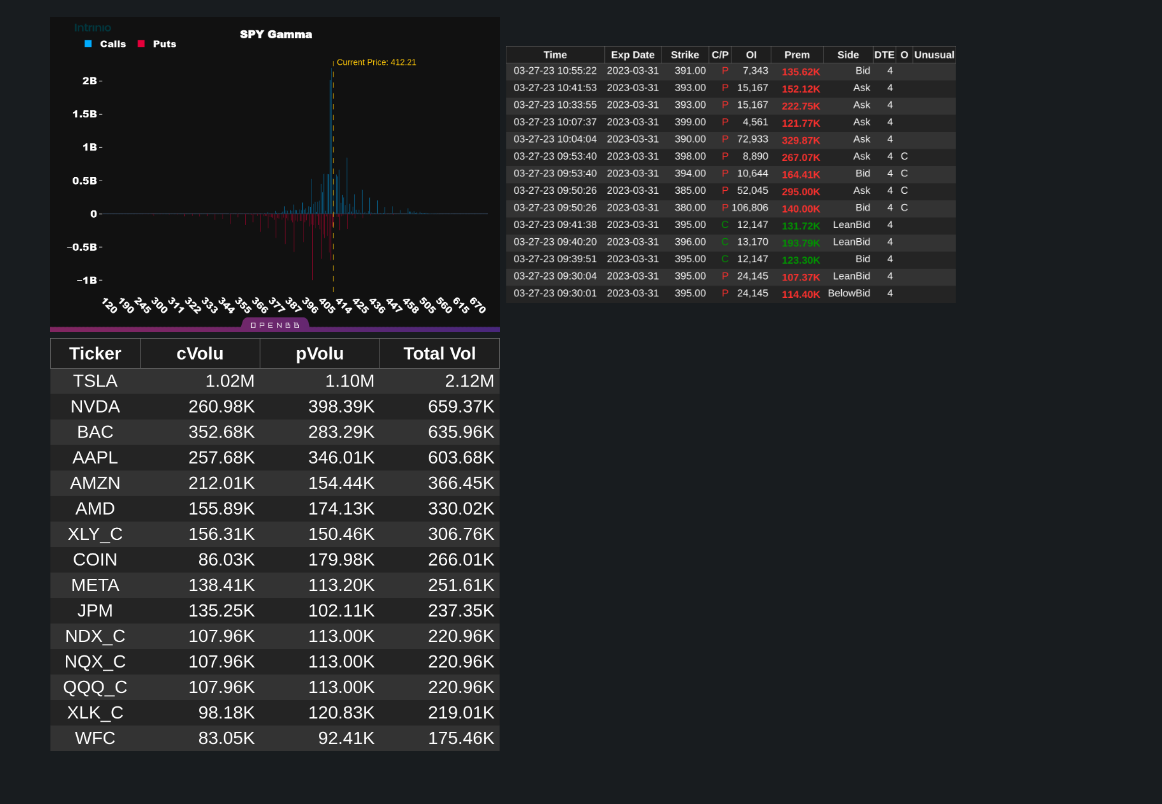 Intrinio
SPY Gamma
Calls Puts
Current Price: 412.21
2B
1.5B
1B
0.5B
0
−0.5B
−1B
120 190 245 300 311 322 333 344 355 366 377 387 396 405 414 425 436 447 458 505 560 615 670
OPENBB
Time Exp Date Strike C/P OI Prem Side DTE O Unusual
03-27-23 10:55:22 2023-03-31 391.00 P 7,343 135.62K Bid 4
03-27-23 10:41:53 2023-03-31 393.00 P 15,167 152.12K Ask 4
03-27-23 10:33:55 2023-03-31 393.00 P 15,167 222.75K Ask 4
03-27-23 10:07:37 2023-03-31 399.00 P 4,561 121.77K Ask 4
03-27-23 10:04:04 2023-03-31 390.00 P 72,933 329.87K Ask 4
03-27-23 09:53:40 2023-03-31 398.00 P 8,890 267.07K Ask 4 C
03-27-23 09:53:40 2023-03-31 394.00 P 10,644 164.41K Bid 4 C
03-27-23 09:50:26 2023-03-31 385.00 P 52,045 295.00K Ask 4 C
03-27-23 09:50:26 2023-03-31 380.00 P 106,806 140.00K Bid 4 C
03-27-23 09:41:38 2023-03-31 395.00 C 12,147 131.72K LeanBid 4
03-27-23 09:40:20 2023-03-31 396.00 C 13,170 193.79K LeanBid 4
03-27-23 09:39:51 2023-03-31 395.00 C 12,147 123.30K Bid 4
03-27-23 09:30:04 2023-03-31 395.00 P 24,145 107.37K LeanBid 4
03-27-23 09:30:01 2023-03-31 395.00 P 24,145 114.40K BelowBid 4
Ticker cVolu pVolu Total Vol
TSLA 1.02M 1.10M 2.12M
NVDA 260.98K 398.39K 659.37K
BAC 352.68K 283.29K 635.96K
AAPL 257.68K 346.01K 603.68K
AMZN 212.01K 154.44K 366.45K
AMD 155.89K 174.13K 330.02K
XLY_C 156.31K 150.46K 306.76K
COIN 86.03K 179.98K 266.01K
META 138.41K 113.20K 251.61K
JPM 135.25K 102.11K 237.35K
NDX_C 107.96K 113.00K 220.96K
NQX_C 107.96K 113.00K 220.96K
QQQ_C 107.96K 113.00K 220.96K
XLK_C 98.18K 120.83K 219.01K
WFC 83.05K 92.41K 175.46K